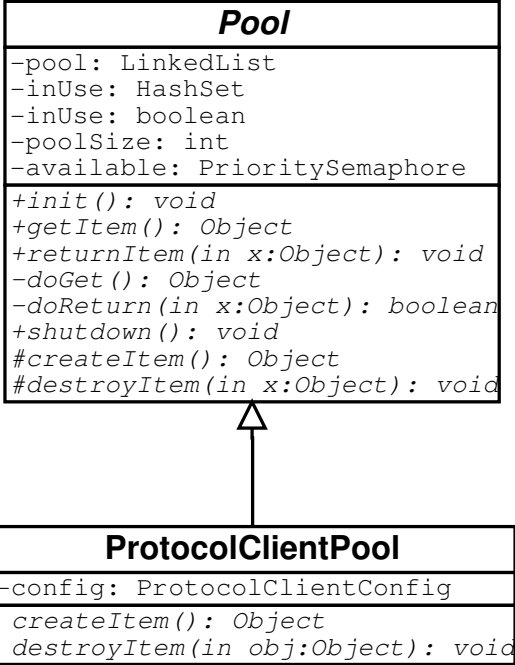 Pool
-pool: LinkedList
-inUse: HashSet
-inUse: boolean
-poolSize: int
-available: PrioritySemaphore
+init(): void
+getItem(): Object
+returnItem(in x:Object): void
-doGet(): Object
-doReturn(in x:Object): boolean
+shutdown(): void
#createItem(): Object
#destroyItem(in x:Object): void
ProtocolClientPool
-config: ProtocolClientConfig
createItem(): Object
destroyItem(in obj:Object): void